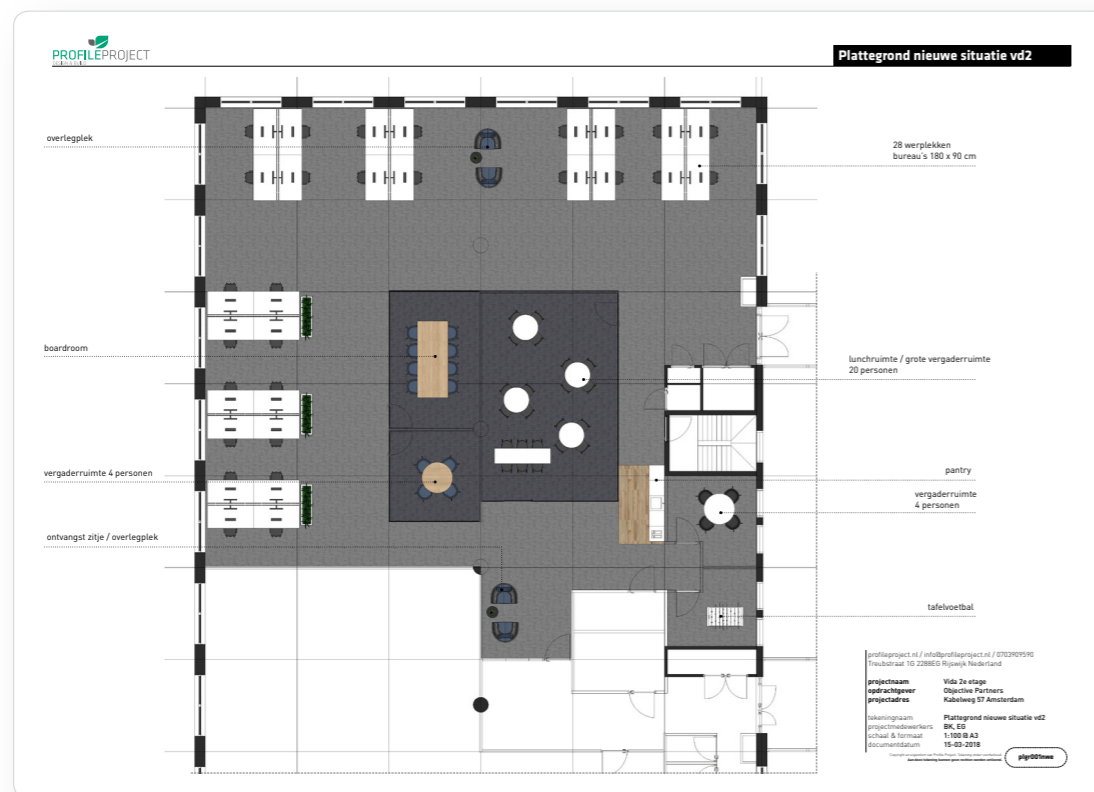 PROFILEPROJECT
DESIGN & BUILD
Plattegrond nieuwe situatie vd2
overlegplek
28 werplekken
bureau's 180 x 90 cm
boardroom
lunchruimte / grote vergaderruimte
20 personen
vergaderruimte 4 personen
pantry
vergaderruimte
4 personen
ontvangst zitje / overlegplek
tafelvoetbal
profileproject.nl / info@profileproject.nl / 0703909590
Treubstraat 1G 2288EG Rijswijk Nederland
projectnaam Vida 2e etage
opdrachtgever Objective Partners
projectadres Kabelweg 57 Amsterdam
tekeningnaam Plattegrond nieuwe situatie vd2
projectmedewerkers BK, EG
schaal & formaat 1:100 @ A3
documentdatum 15-03-2018
plgr001nwe